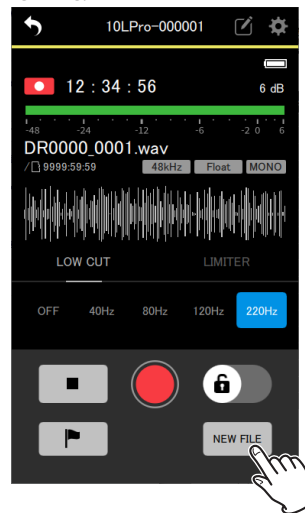 10LPro-000001
12 : 34 : 56 6 dB
-48 -24 -12 -6 -2 0 6
DR0000_0001.wav
/ 9999:59:59 48kHz Float MONO
LOW CUT LIMITER
OFF 40Hz 80Hz 120Hz 220Hz
NEW FILE